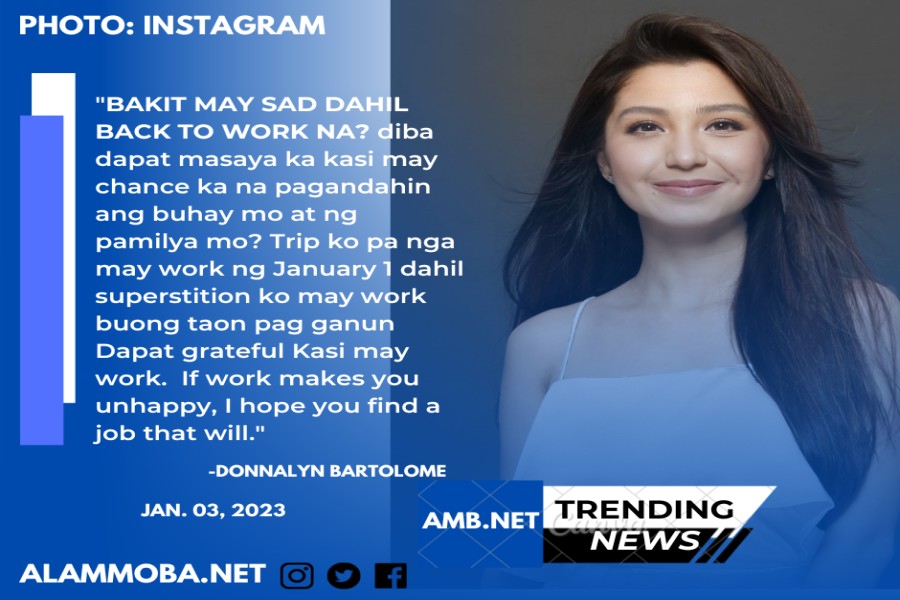 PHOTO: INSTAGRAM
"BAKIT MAY SAD DAHIL
BACK TO WORK NA? diba
dapat masaya ka kasi may
chance ka na pagandahin
ang buhay mo at ng
pamilya mo? Trip ko pa nga
may work ng January 1 dahil
superstition ko may work
buong taon pag ganun
Dapat grateful Kasi may
work. If work makes you
unhappy, I hope you find a
job that will."
-DONNALYN BARTOLOME
JAN. 03, 2023
AMB.NET
TRENDING
Canva
NEWS
ALAMMOBA.NET